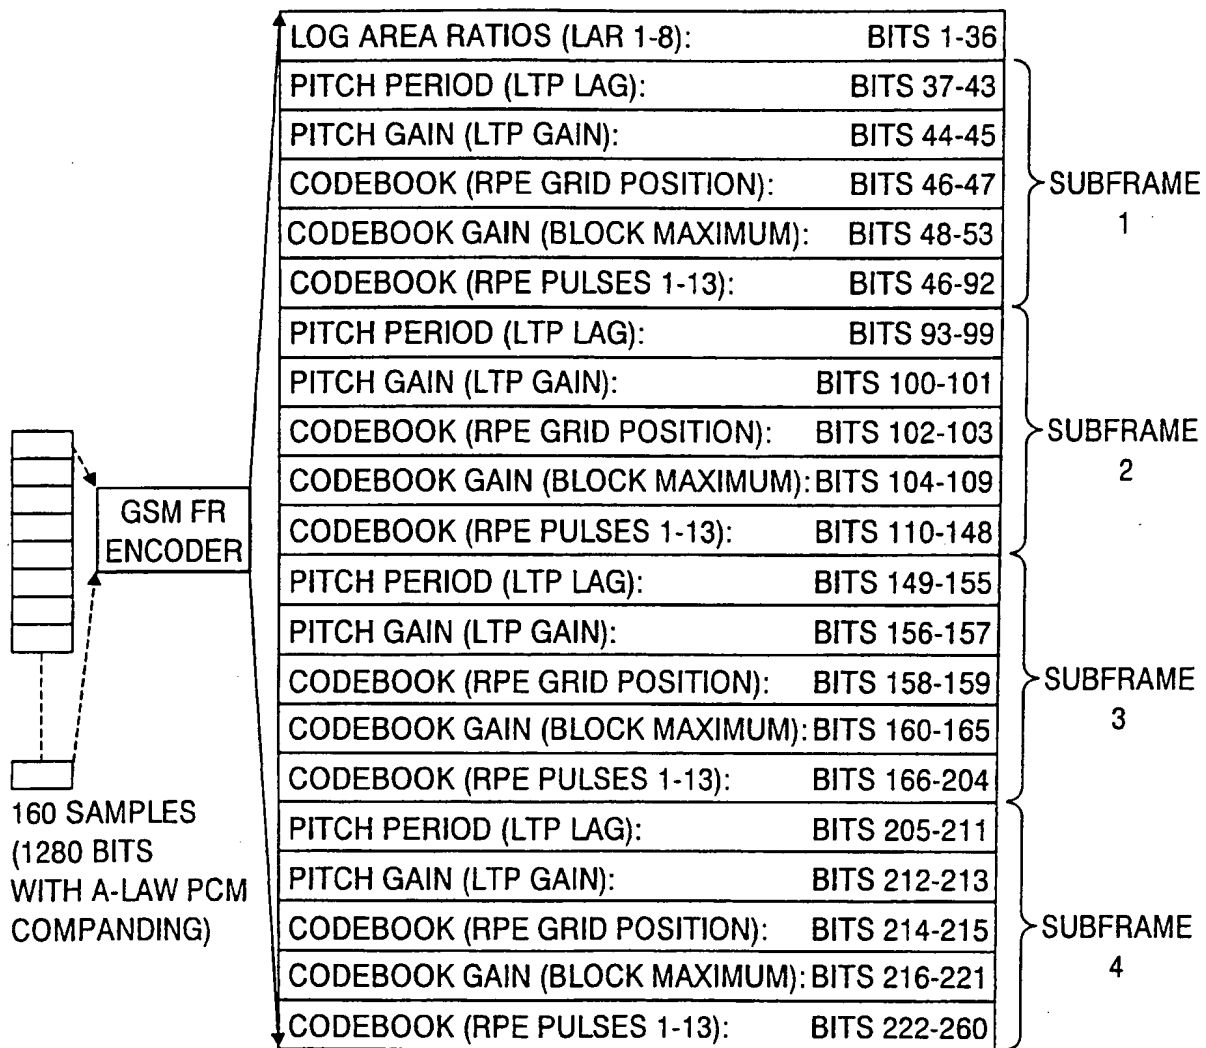 LOG AREA RATIOS (LAR 1-8): BITS 1-36
PITCH PERIOD (LTP LAG): BITS 37-43
PITCH GAIN (LTP GAIN): BITS 44-45
CODEBOOK (RPE GRID POSITION): BITS 46-47
CODEBOOK GAIN (BLOCK MAXIMUM): BITS 48-53
CODEBOOK (RPE PULSES 1-13): BITS 46-92
SUBFRAME
1
PITCH PERIOD (LTP LAG): BITS 93-99
PITCH GAIN (LTP GAIN): BITS 100-101
CODEBOOK (RPE GRID POSITION): BITS 102-103
CODEBOOK GAIN (BLOCK MAXIMUM): BITS 104-109
CODEBOOK (RPE PULSES 1-13): BITS 110-148
SUBFRAME
2
PITCH PERIOD (LTP LAG): BITS 149-155
PITCH GAIN (LTP GAIN): BITS 156-157
CODEBOOK (RPE GRID POSITION): BITS 158-159
CODEBOOK GAIN (BLOCK MAXIMUM): BITS 160-165
CODEBOOK (RPE PULSES 1-13): BITS 166-204
SUBFRAME
3
PITCH PERIOD (LTP LAG): BITS 205-211
PITCH GAIN (LTP GAIN): BITS 212-213
CODEBOOK (RPE GRID POSITION): BITS 214-215
CODEBOOK GAIN (BLOCK MAXIMUM): BITS 216-221
CODEBOOK (RPE PULSES 1-13): BITS 222-260
SUBFRAME
4
GSM FR
ENCODER
160 SAMPLES
(1280 BITS
WITH A-LAW PCM
COMPANDING)